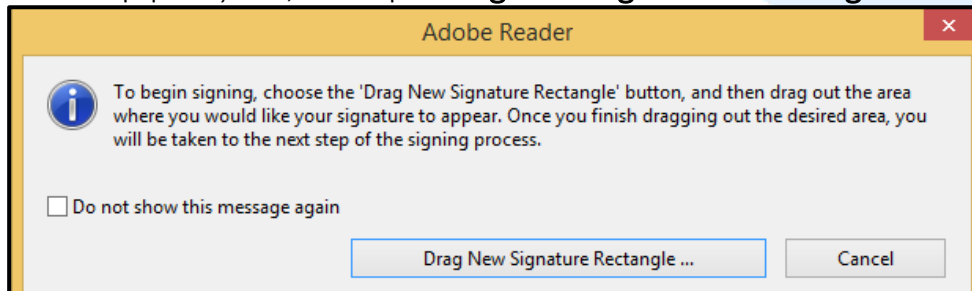 Adobe Reader
To begin signing, choose the 'Drag New Signature Rectangle' button, and then drag out the area
where you would like your signature to appear. Once you finish dragging out the desired area, you
will be taken to the next step of the signing process.
Do not show this message again
Drag New Signature Rectangle ...
Cancel